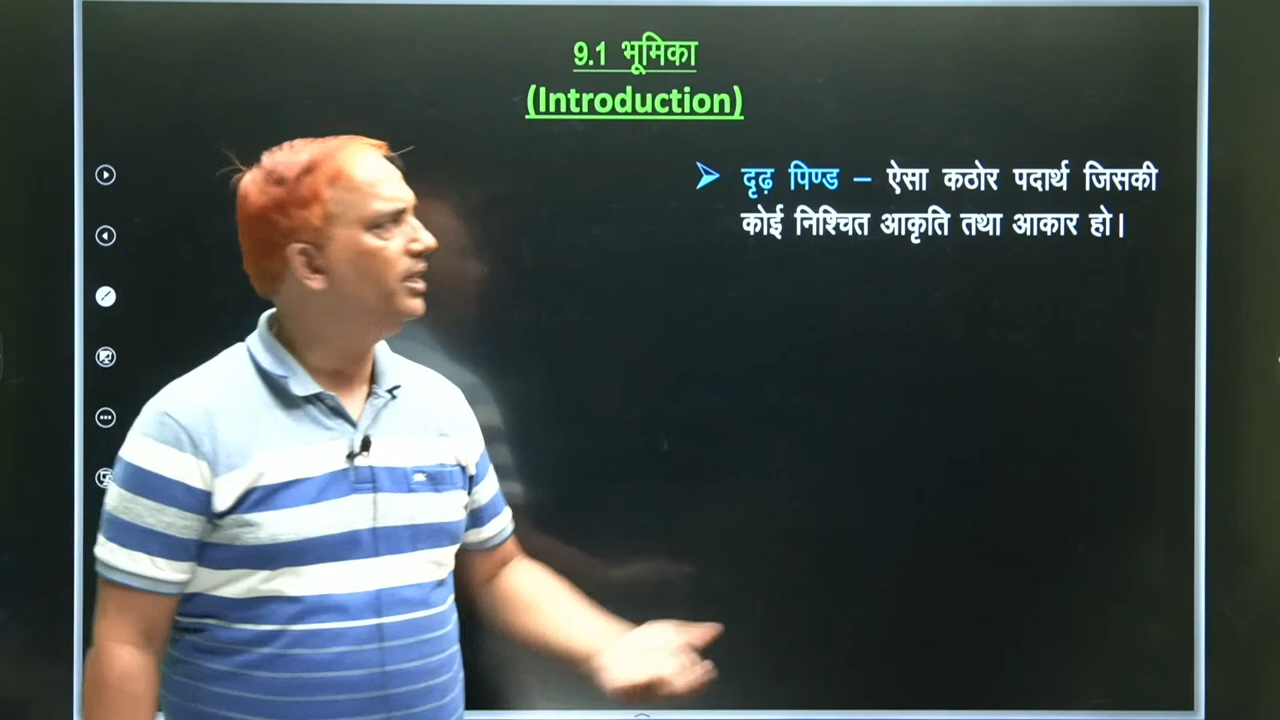 9.1 भूमिका
(Introduction)
➢ दृढ़ पिण्ड – ऐसा कठोर पदार्थ जिसकी
कोई निश्चित आकृति तथा आकार हो।